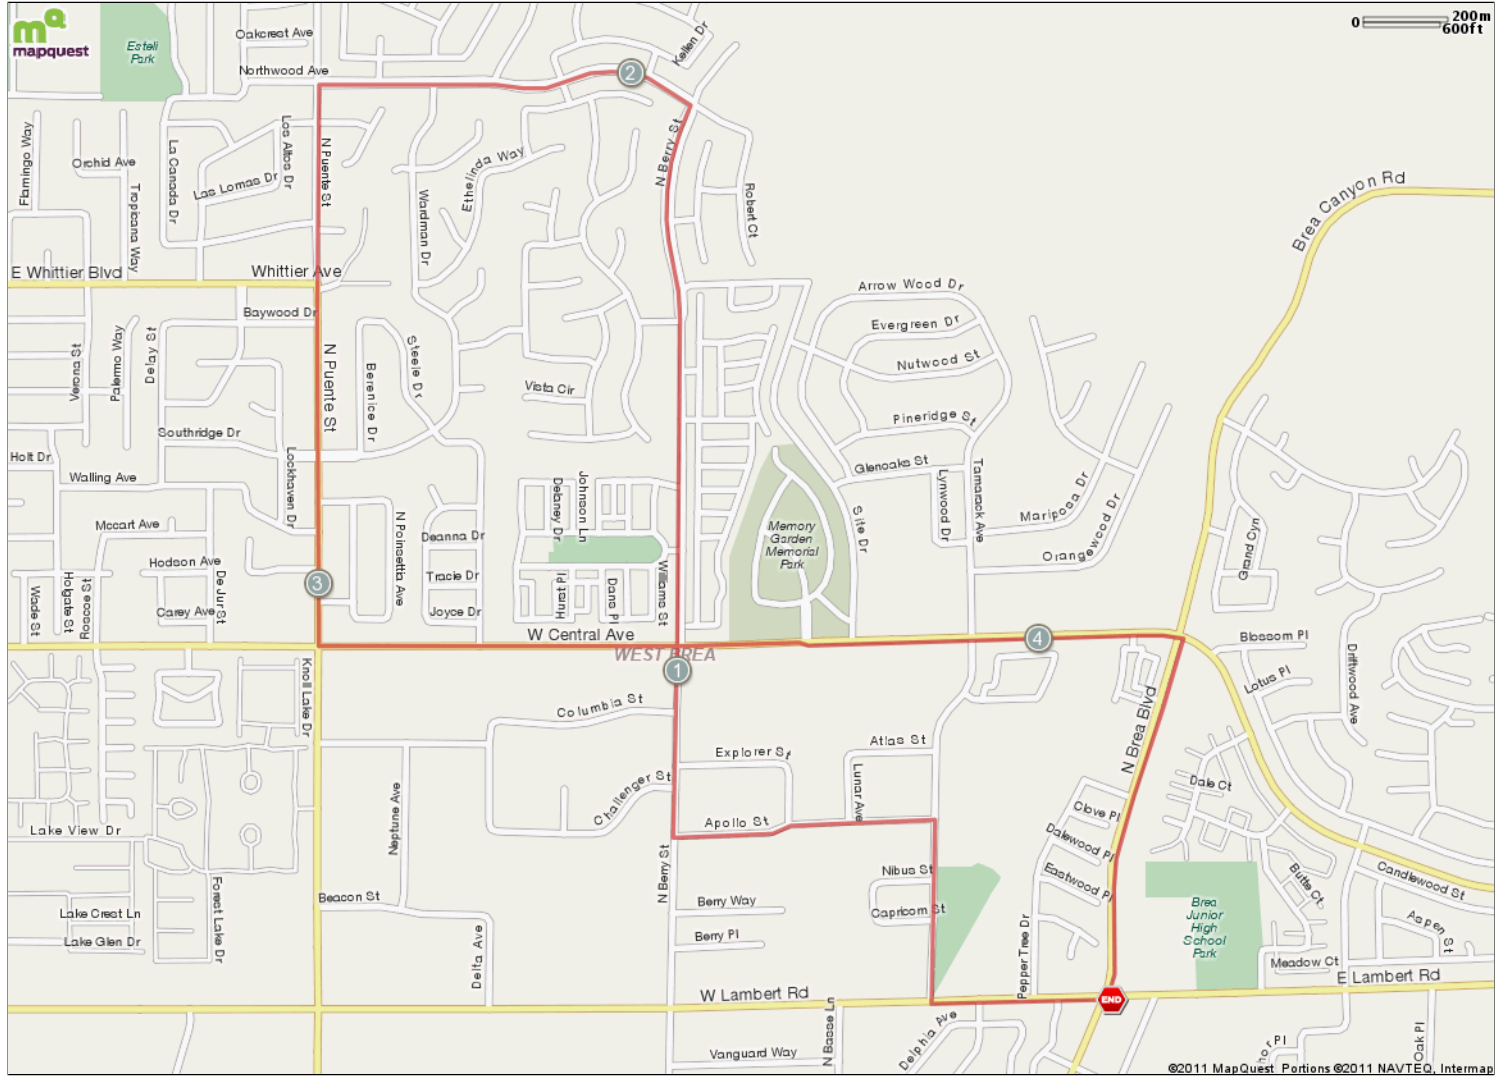 mapquest
Esteli
Park
Oakcrest Ave
Northwood Ave
Kellen Dr
0
200m
600ft
2
Flamingo Way
Orchid Ave
Tropicana Way
La Canada Dr
Los Altos Dr
Las Lomas Dr
N Puente St
Wardman Dr
Ethelinda Way
N Berry St
Robert Ct
Brea Canyon Rd
E Whittier Blvd
Whittier Ave
Baywood Dr
Arrow Wood Dr
Evergreen Dr
Nutwood St
Pineridge St
Glenoaks St
Verona St
Palermo Way
Delay St
N Puente St
Berenice Dr
Steele Dr
Vista Cir
Southridge Dr
Holt Dr
Walling Ave
Lockhaven Dr
Mccart Ave
Hodson Ave
Carey Ave
De Jur St
Wade St
Holgate St
Roscoe St
3
N Poinsettia Ave
Deanna Dr
Tracie Dr
Joyce Dr
Delaney Dr
Johnson Ln
Dana Pl
Williams St
Memory
Garden
Memorial
Park
Site Dr
Lynwood Dr
Tamarack Ave
Mariposa Dr
Orangewood Dr
Grand Cyn
W Central Ave
WEST BREA
1
4
Blossom Pl
Lotus Pl
Driftwood Ave
Knoll Lake Dr
Columbia St
Explorer St
Atlas St
Lunar Ave
Challenger St
Apollo St
N Brea Blvd
Dale Ct
Clove Pl
Dalewood Pl
Eastwood Pl
Neptune Ave
Lake View Dr
Forest Lake Dr
Lake Crest Ln
Lake Glen Dr
Beacon St
Delta Ave
N Berry St
Berry Way
Berry Pl
Nibus St
Capricorn St
Pepper Tree Dr
Brea
Junior
High
School
Park
Butte Ct
Candlewood St
Aspen St
Meadow Ct
E Lambert Rd
W Lambert Rd
END
N Basse Ln
Vanguard Way
Delphia Ave
Oak Pl
©2011 MapQuest Portions ©2011 NAVTEQ, Intermap